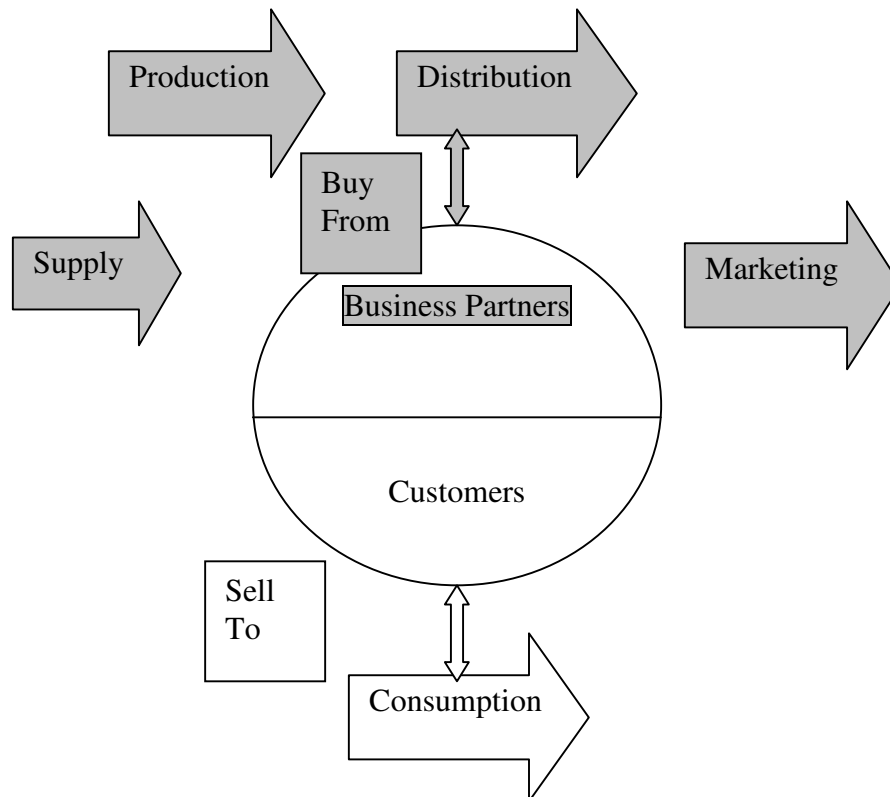 Production
Distribution
Buy
From
Supply
Marketing
Business Partners
Customers
Sell
To
Consumption